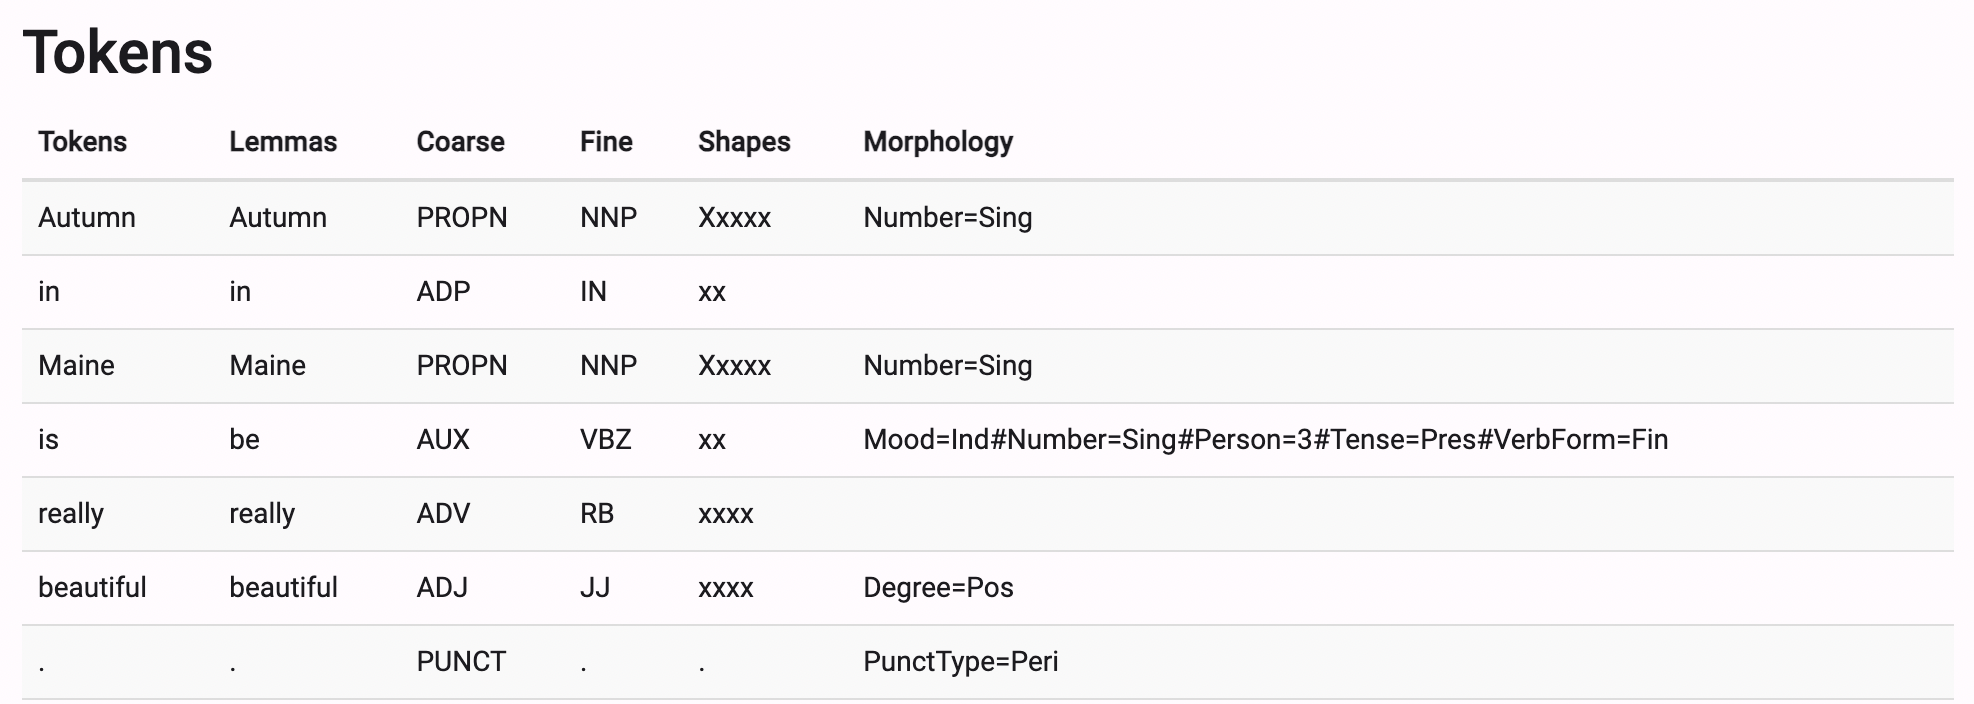 Tokens
Tokens Lemmas Coarse Fine Shapes Morphology
Autumn Autumn PROPN NNP Xxxxx Number=Sing
in in ADP IN xx
Maine Maine PROPN NNP Xxxxx Number=Sing
is be AUX VBZ xx Mood=Ind#Number=Sing#Person=3#Tense=Pres#VerbForm=Fin
really really ADV RB xxxx
beautiful beautiful ADJ JJ xxxx Degree=Pos
. . PUNCT . . PunctType=Peri